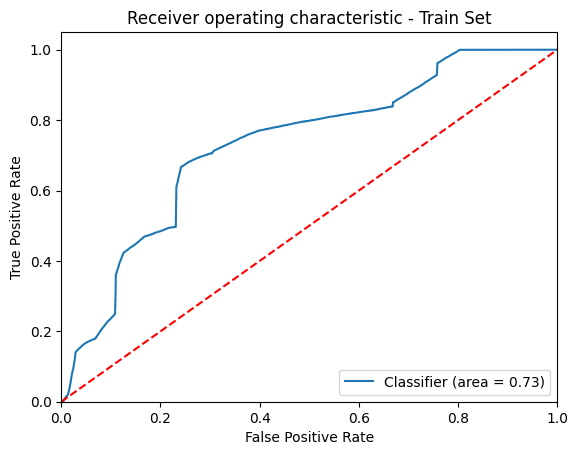 Receiver operating characteristic - Train Set
1.0
0.8
0.6
0.4
0.2
0.0
True Positive Rate
Classifier (area = 0.73)
0.0 0.2 0.4 0.6 0.8 1.0
False Positive Rate